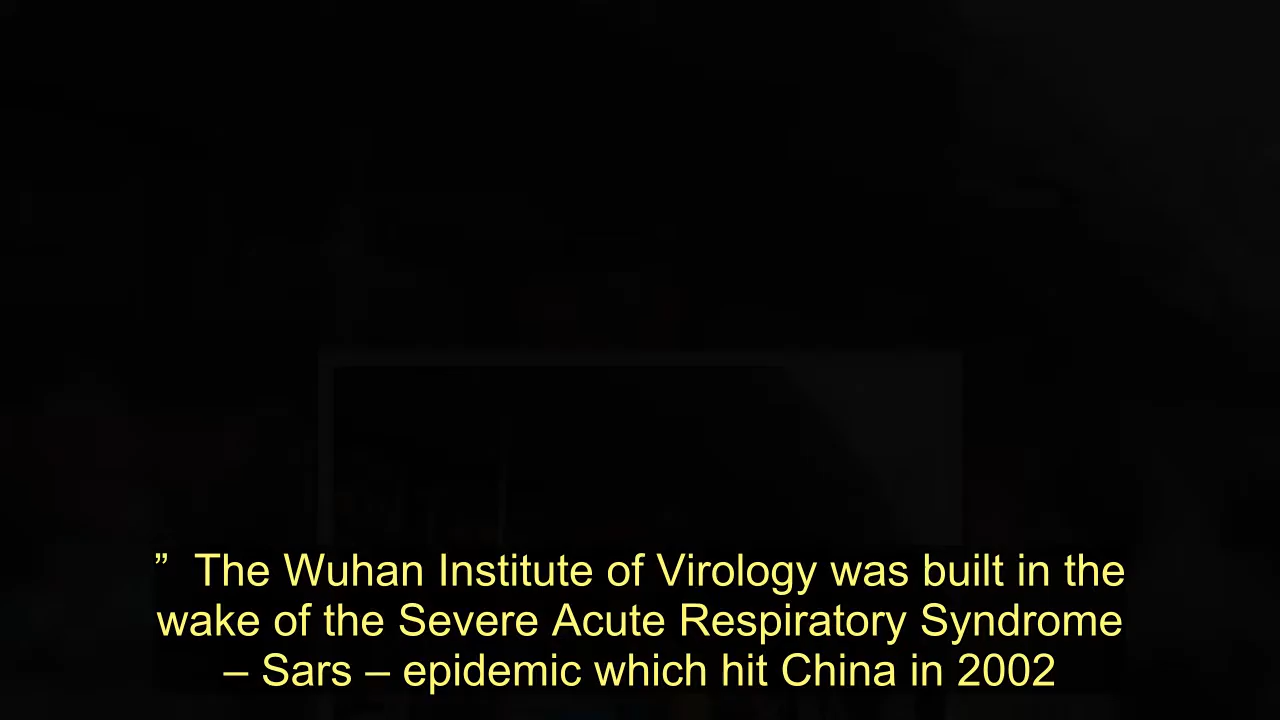 ”  The Wuhan Institute of Virology was built in the
wake of the Severe Acute Respiratory Syndrome
– Sars – epidemic which hit China in 2002